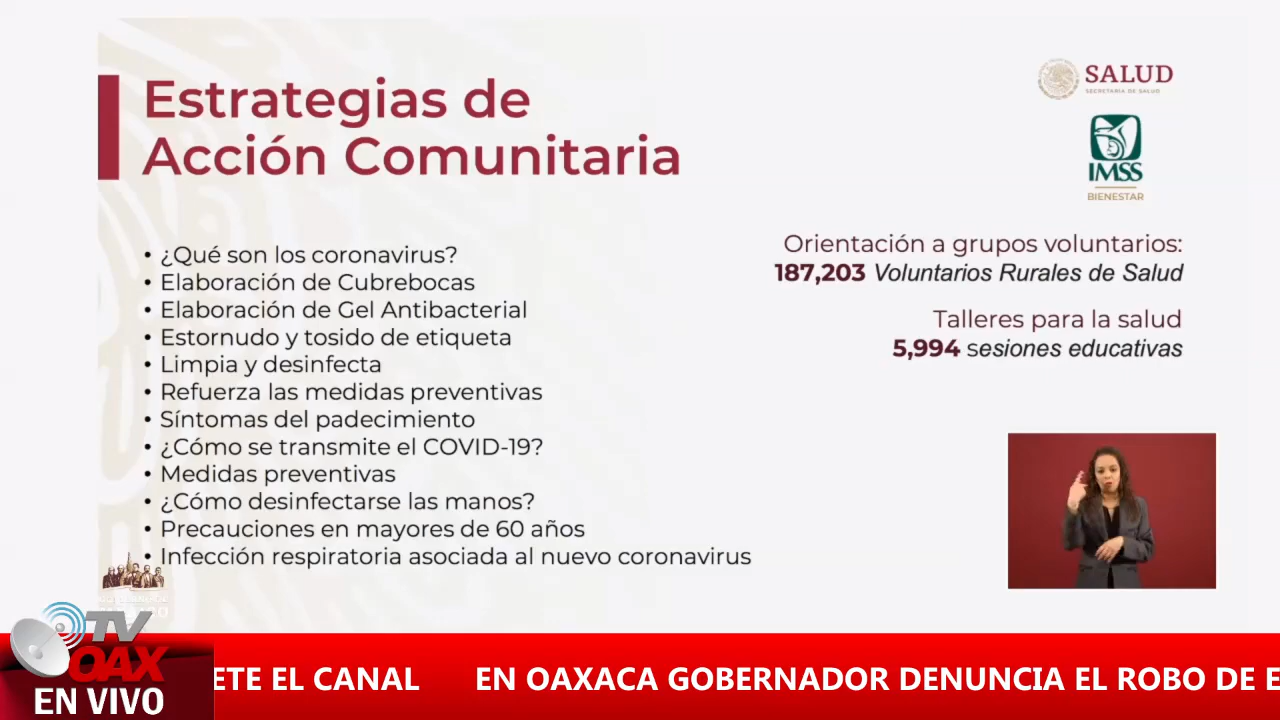 Estrategias de
Acción Comunitaria
SALUD
SECRETARÍA DE SALUD
IMSS
BIENESTAR
• ¿Qué son los coronavirus?
• Elaboración de Cubrebocas
• Elaboración de Gel Antibacterial
• Estornudo y tosido de etiqueta
• Limpia y desinfecta
• Refuerza las medidas preventivas
• Síntomas del padecimiento
• ¿Cómo se transmite el COVID-19?
• Medidas preventivas
• ¿Cómo desinfectarse las manos?
• Precauciones en mayores de 60 años
• Infección respiratoria asociada al nuevo coronavirus
Orientación a grupos voluntarios:
187,203 Voluntarios Rurales de Salud
Talleres para la salud
5,994 sesiones educativas
TV
OAX
EN VIVO
ETE EL CANAL EN OAXACA GOBERNADOR DENUNCIA EL ROBO DE E